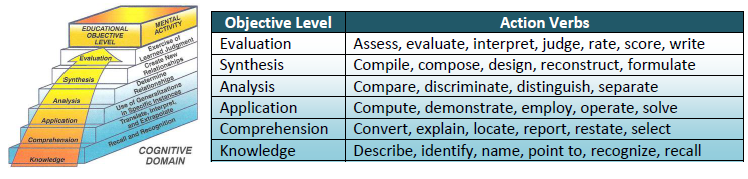 EDUCATIONAL
OBJECTIVE
LEVEL
MENTAL
ACTIVITY
Evaluation
Exercise of
Learned Judgment
Synthesis
Create New
Relationships
Analysis
Determine
Relationships
Application
Use of Generalizations
in Specific Instances
Comprehension
Translate, Interpret,
and Extrapolate
Knowledge
Recall and Recognition
COGNITIVE
DOMAIN
Objective Level Action Verbs
Evaluation Assess, evaluate, interpret, judge, rate, score, write
Synthesis Compile, compose, design, reconstruct, formulate
Analysis Compare, discriminate, distinguish, separate
Application Compute, demonstrate, employ, operate, solve
Comprehension Convert, explain, locate, report, restate, select
Knowledge Describe, identify, name, point to, recognize, recall